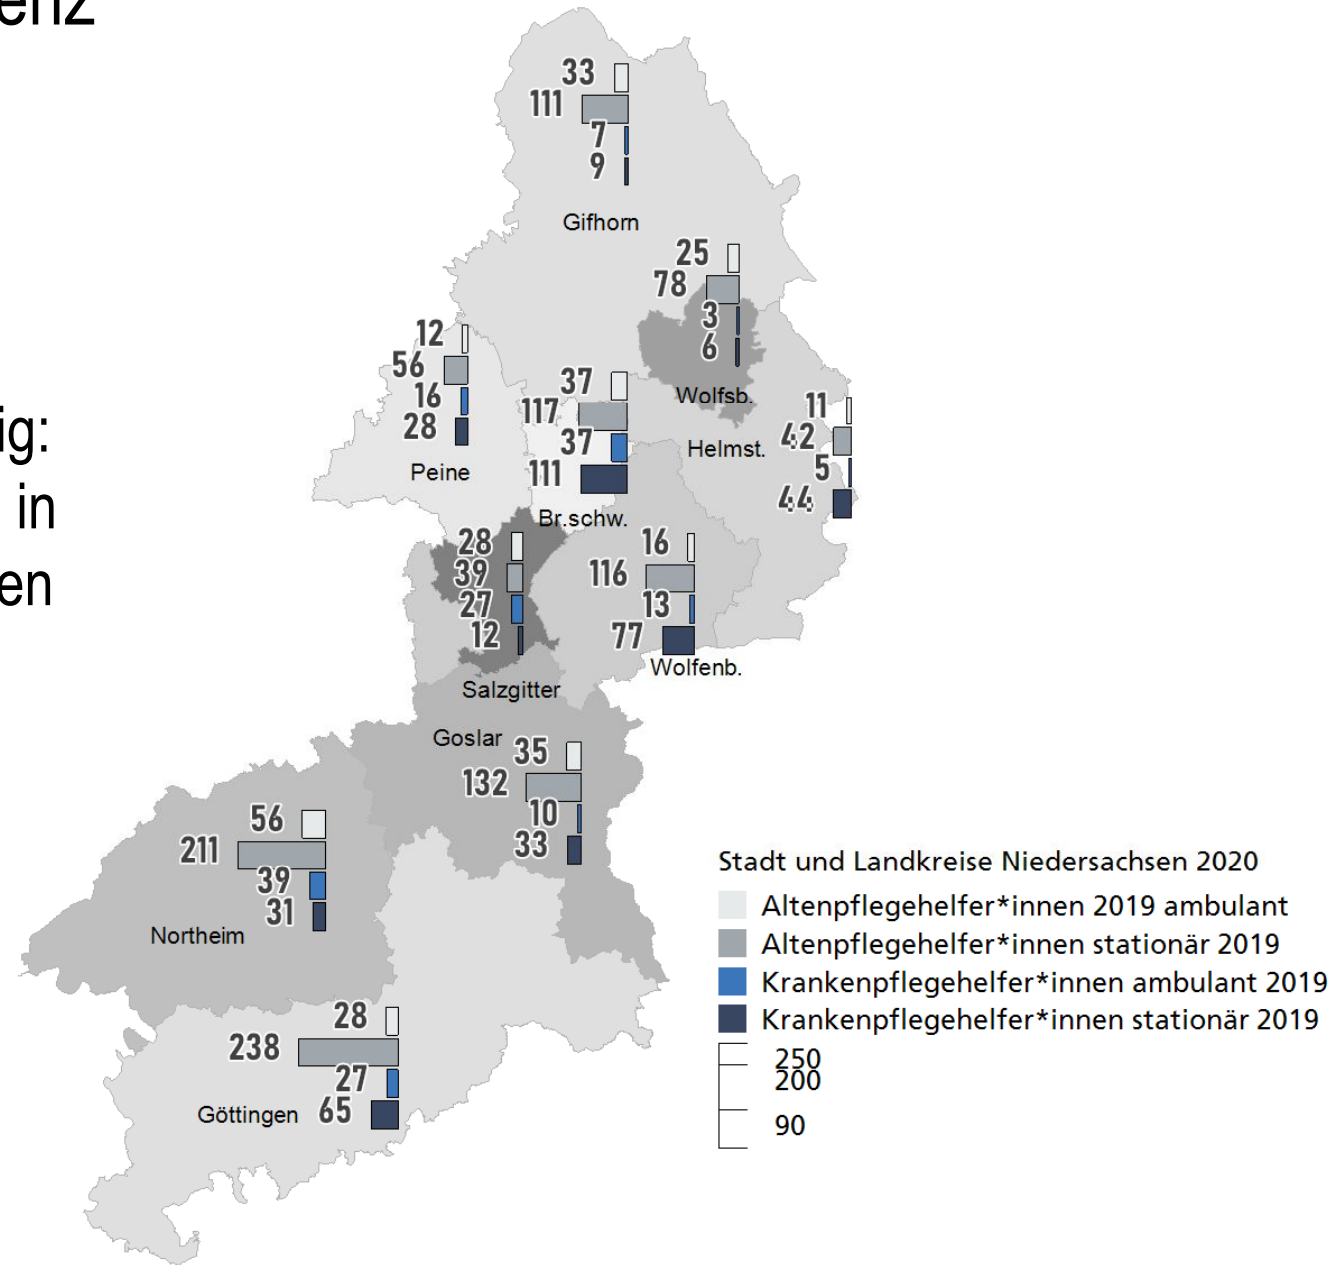 enz
ig:
in
en
33
111
7
9
Gifhorn
25
78
3
6
Wolfsb.
12
56
16
28
Peine
37
117
37
111
Br.schw.
11
42
5
44
Helmst.
28
39
27
12
Salzgitter
16
116
13
77
Wolfenb.
Goslar
35
132
10
33
56
211
39
31
Northeim
28
238
27
65
Göttingen
Stadt und Landkreise Niedersachsen 2020
Altenpflegehelfer*innen 2019 ambulant
Altenpflegehelfer*innen stationär 2019
Krankenpflegehelfer*innen ambulant 2019
Krankenpflegehelfer*innen stationär 2019
250
200
90